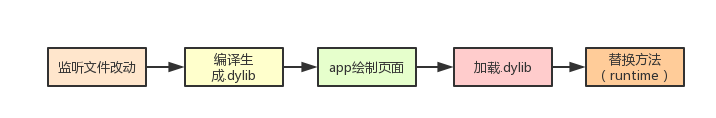 监听文件改动
编译生
成.dylib
app绘制页面
加载.dylib
替换方法
（runtime）